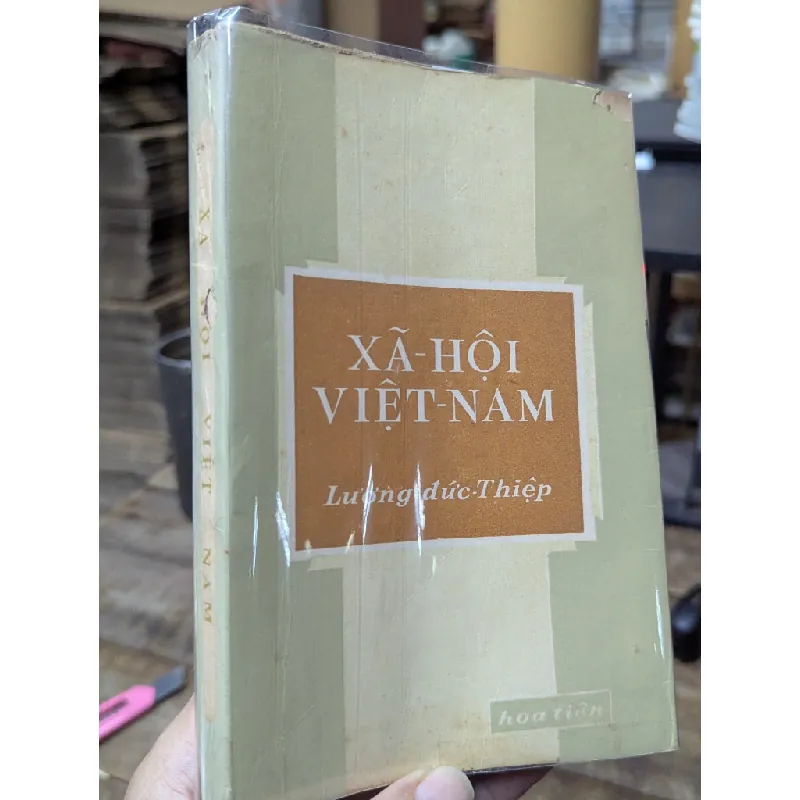 XÃ HỘI VIỆT NAM
XÃ-HỘI
VIỆT-NAM
Lương đức-Thiệp
hoa tiên